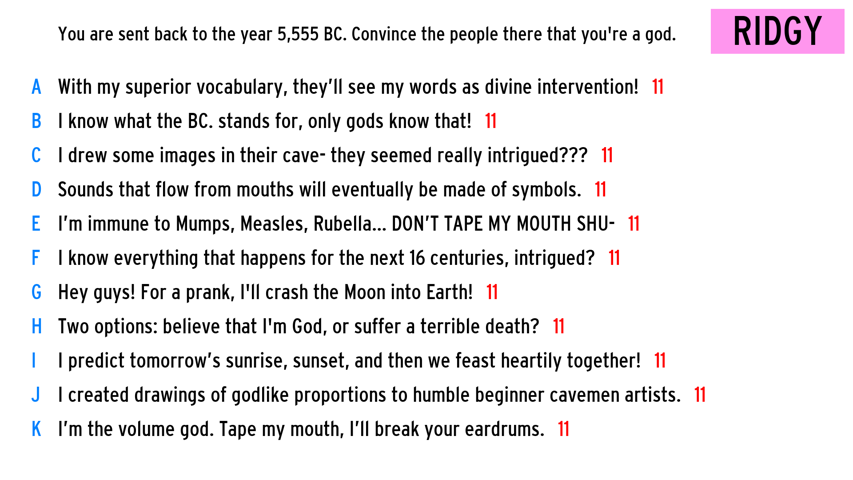 You are sent back to the year 5,555 BC. Convince the people there that you're a god.
RIDGY
A With my superior vocabulary, they’ll see my words as divine intervention! 11
B I know what the BC. stands for, only gods know that! 11
C I drew some images in their cave- they seemed really intrigued??? 11
D Sounds that flow from mouths will eventually be made of symbols. 11
E I’m immune to Mumps, Measles, Rubella... DON’T TAPE MY MOUTH SHU- 11
F I know everything that happens for the next 16 centuries, intrigued? 11
G Hey guys! For a prank, I'll crash the Moon into Earth! 11
H Two options: believe that I'm God, or suffer a terrible death? 11
I I predict tomorrow’s sunrise, sunset, and then we feast heartily together! 11
J I created drawings of godlike proportions to humble beginner cavemen artists. 11
K I’m the volume god. Tape my mouth, I’ll break your eardrums. 11